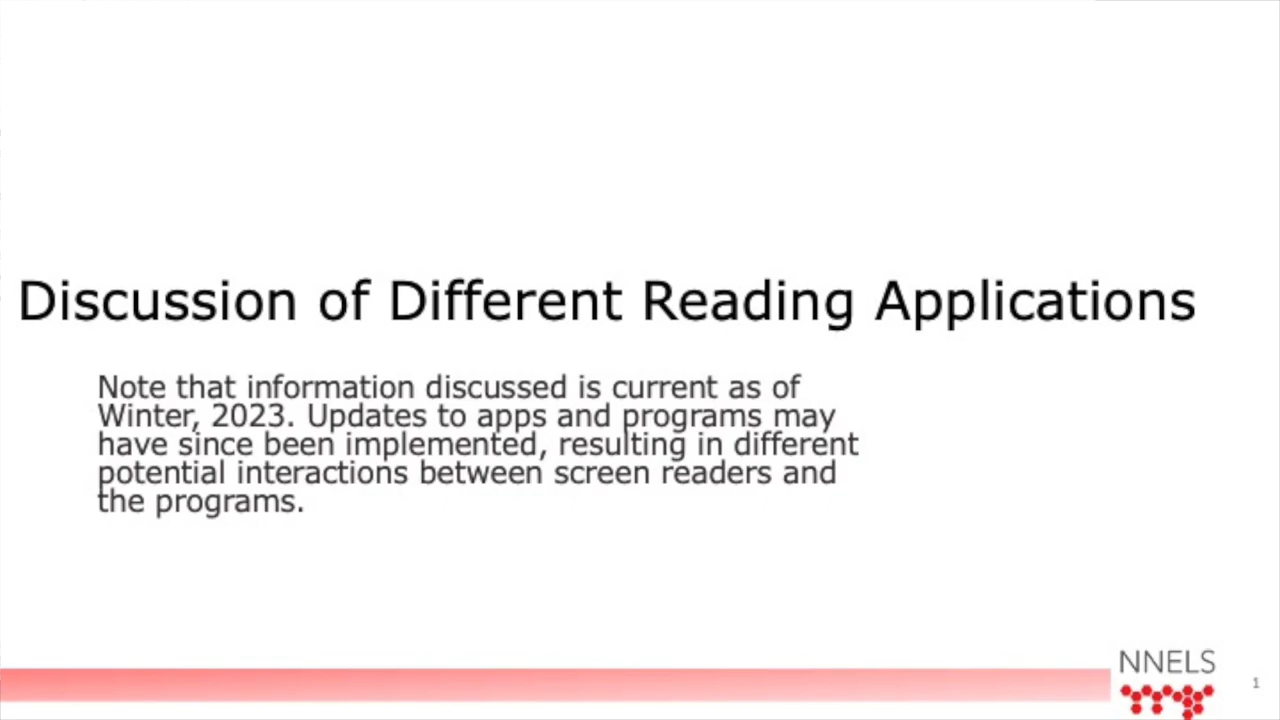 Discussion of Different Reading Applications
Note that information discussed is current as of
Winter, 2023. Updates to apps and programs may
have since been implemented, resulting in different
potential interactions between screen readers and
the programs.
NNELS
1